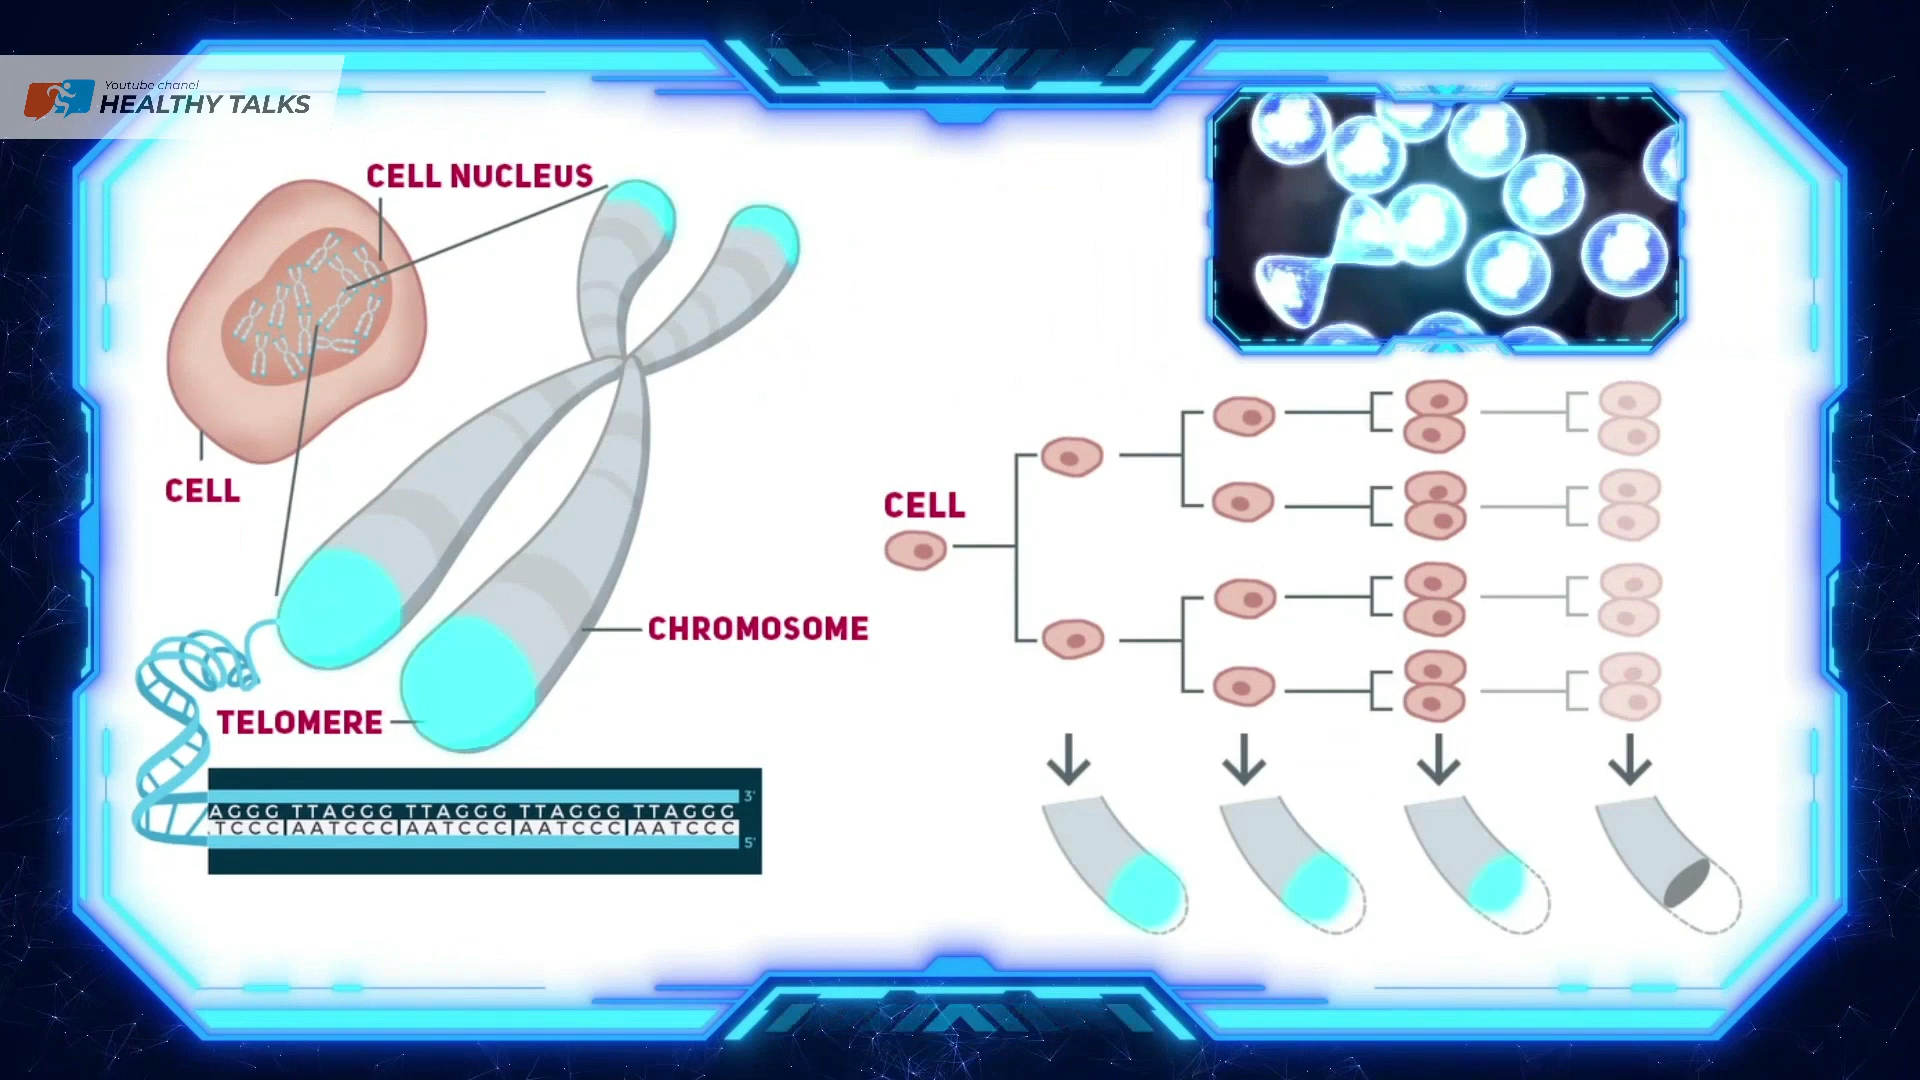 Youtube chanel
HEALTHY TALKS
CELL NUCLEUS
CELL
CHROMOSOME
TELOMERE
AGGG TTAGGG TTAGGG TTAGGG TTAGGG 3'
TCCC|AATCCC|AATCCC|AATCCC|AATCCC
5'
CELL